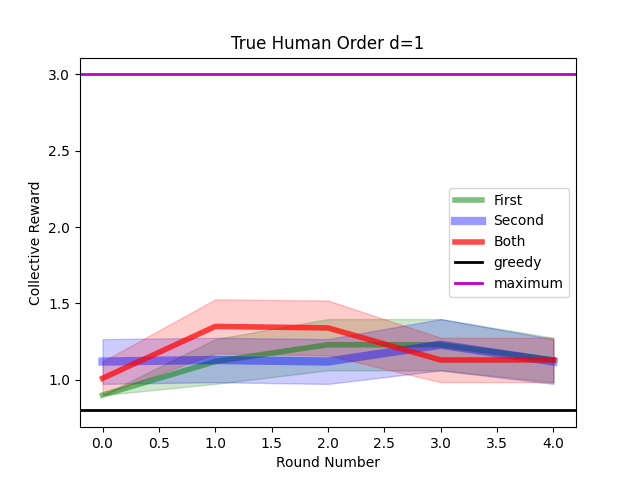 True Human Order d=1
3.0
2.5
2.0
1.5
1.0
Collective Reward
First
Second
Both
greedy
maximum
0.0 0.5 1.0 1.5 2.0 2.5 3.0 3.5 4.0
Round Number